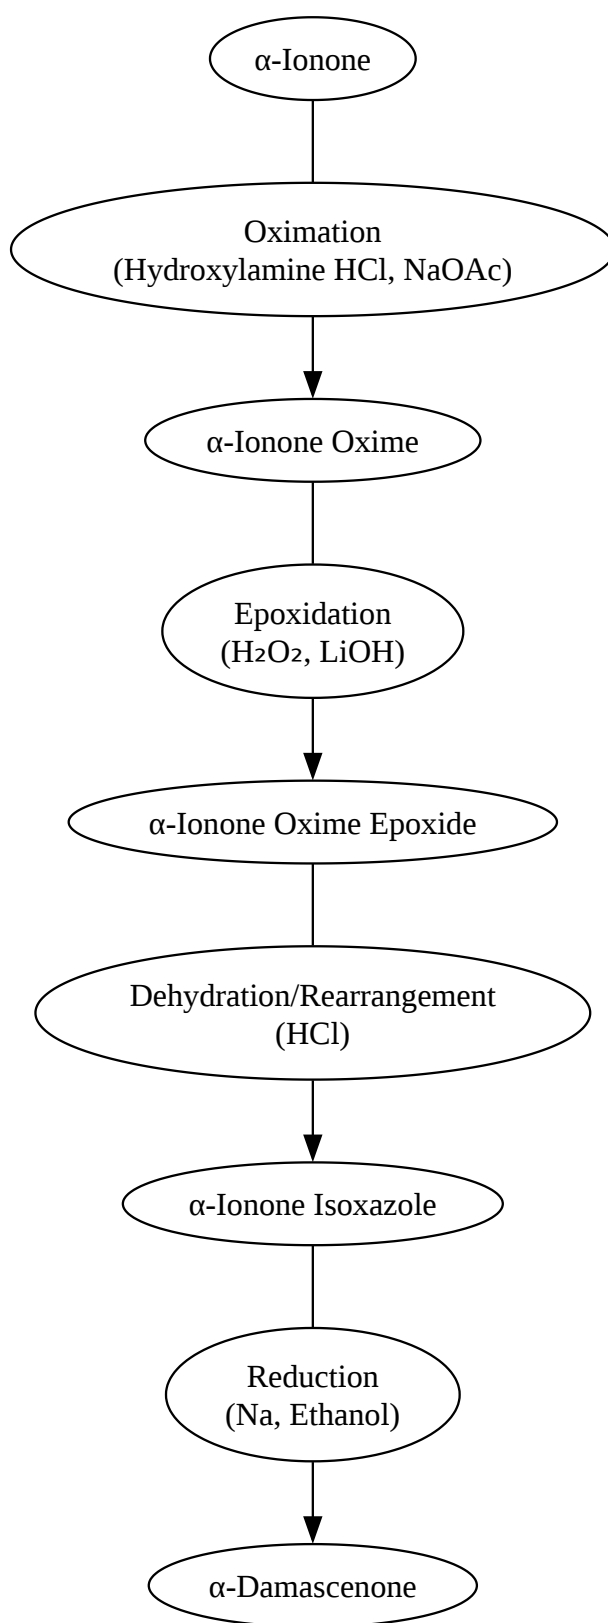 α-Ionone
Oximation
(Hydroxylamine HCl, NaOAc)
α-Ionone Oxime
Epoxidation
(H₂O₂, LiOH)
α-Ionone Oxime Epoxide
Dehydration/Rearrangement
(HCl)
α-Ionone Isoxazole
Reduction
(Na, Ethanol)
α-Damascenone